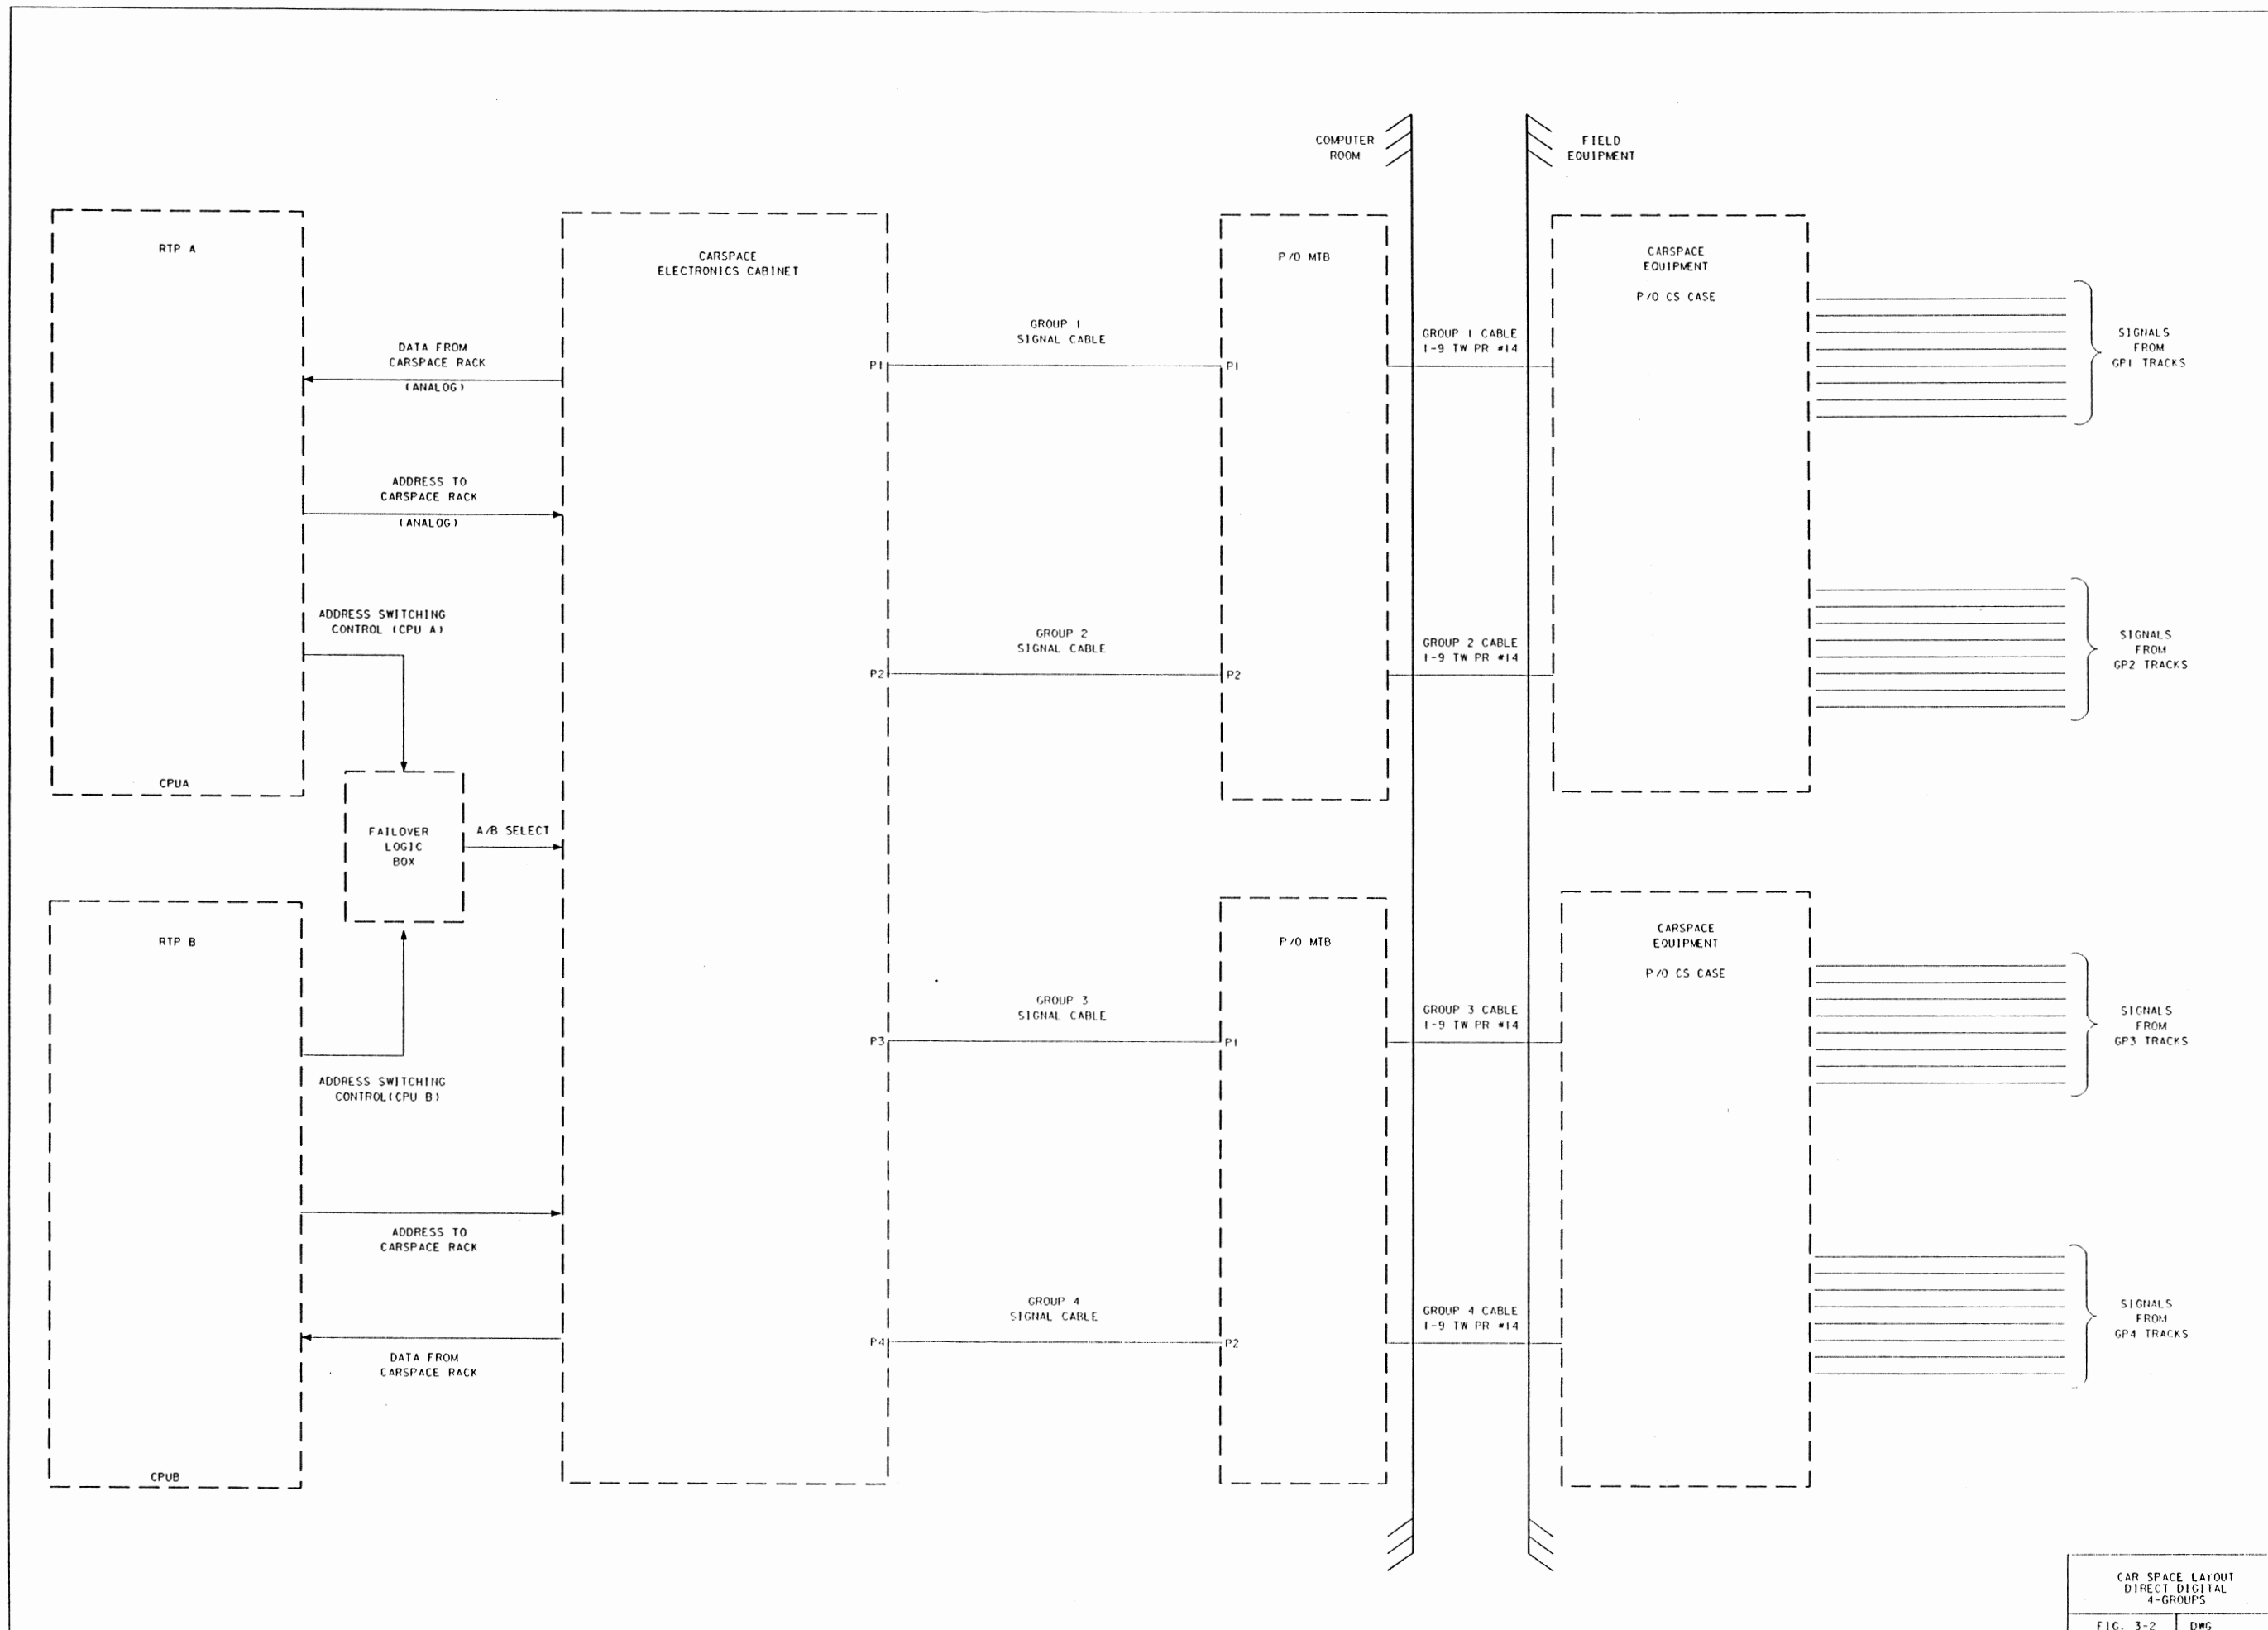 COMPUTER
ROOM
FIELD
EQUIPMENT
RTP A
CARSPACE
ELECTRONICS CABINET
P/O MTB
CARSPACE
EQUIPMENT
P/O CS CASE
DATA FROM
CARSPACE RACK
(ANALOG)
GROUP 1
SIGNAL CABLE
P1
P1
GROUP 1 CABLE
1-9 TW PR #14
SIGNALS
FROM
GP1 TRACKS
ADDRESS TO
CARSPACE RACK
(ANALOG)
ADDRESS SWITCHING
CONTROL (CPU A)
GROUP 2
SIGNAL CABLE
P2
P2
GROUP 2 CABLE
1-9 TW PR #14
SIGNALS
FROM
GP2 TRACKS
CPUA
FAILOVER
LOGIC
BOX
A/B SELECT
RTP B
P/O MTB
CARSPACE
EQUIPMENT
P/O CS CASE
GROUP 3
SIGNAL CABLE
P3
P1
GROUP 3 CABLE
1-9 TW PR #14
SIGNALS
FROM
GP3 TRACKS
ADDRESS SWITCHING
CONTROL(CPU B)
ADDRESS TO
CARSPACE RACK
GROUP 4
SIGNAL CABLE
P4
P2
GROUP 4 CABLE
1-9 TW PR #14
SIGNALS
FROM
GP4 TRACKS
DATA FROM
CARSPACE RACK
CPUB
CAR SPACE LAYOUT
DIRECT DIGITAL
4-GROUPS
FIG. 3-2
DWG